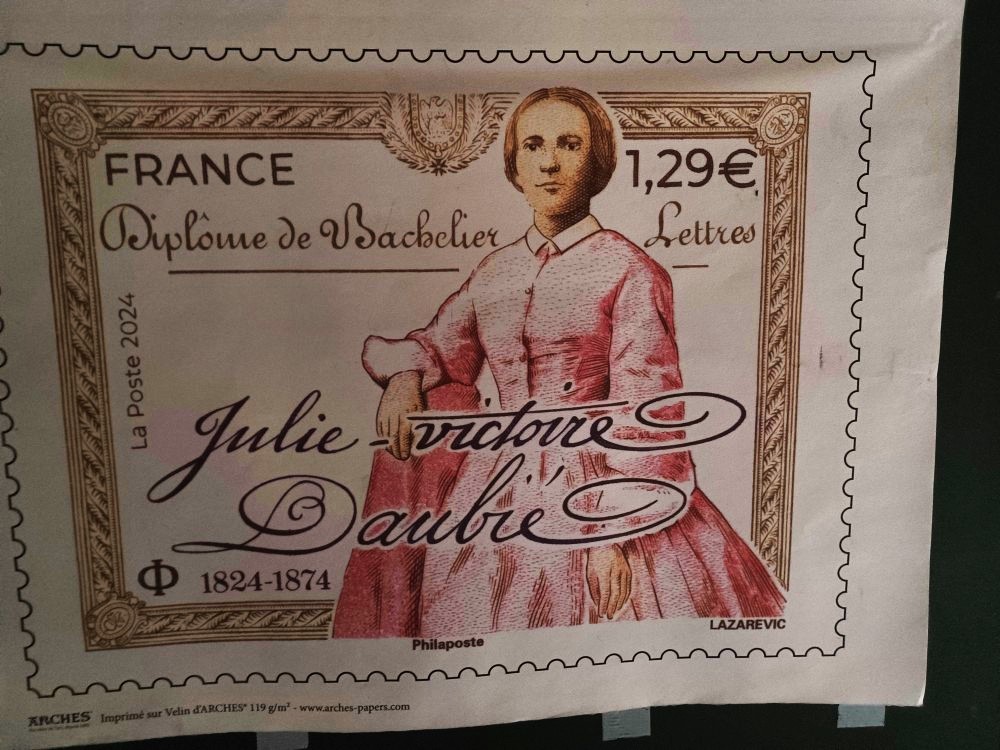 FRANCE
1,29€
Diplôme de Bachelier Lettres
La Poste 2024
Julie-victoire
Daubié
1824-1874
LAZAREVIC
Philaposte
ARCHES Imprimé sur Velin d'ARCHES® 119 g/m² - www.arches-papers.com